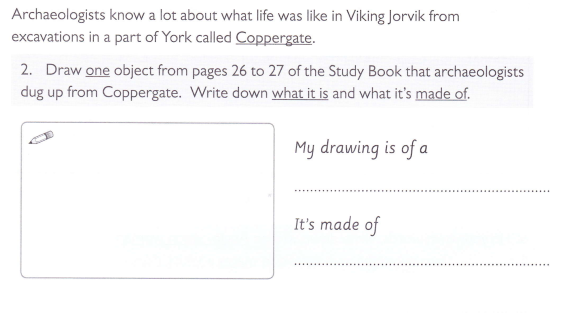 Archaeologists know a lot about what life was like in Viking Jorvik from
excavations in a part of York called Coppergate.
2. Draw one object from pages 26 to 27 of the Study Book that archaeologists
dug up from Coppergate. Write down what it is and what it's made of.
My drawing is of a
It's made of